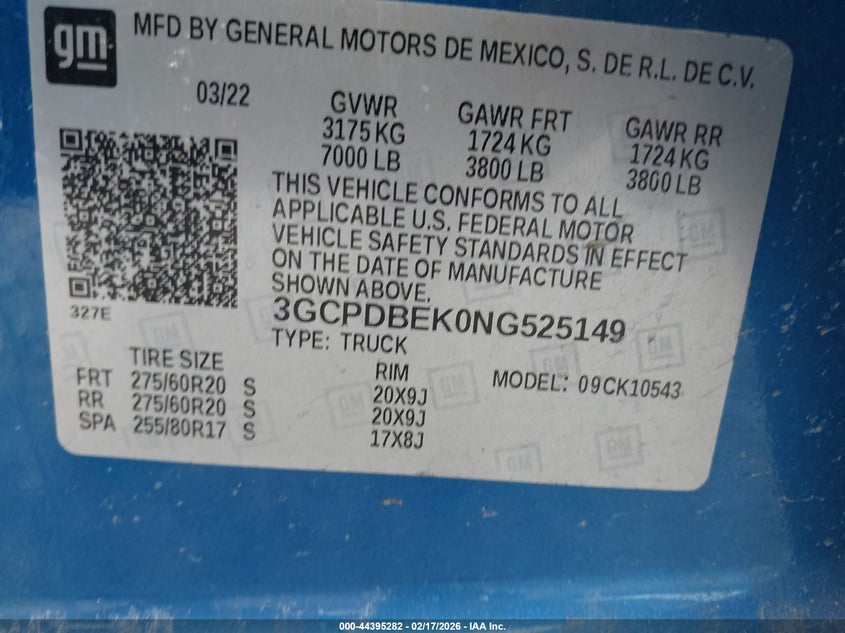 gm
MFD BY GENERAL MOTORS DE MEXICO, S. DE R.L. DE C.V.
03/22
GVWR
3175 KG
7000 LB
GAWR FRT
1724 KG
3800 LB
GAWR RR
1724 KG
3800 LB
THIS VEHICLE CONFORMS TO ALL
APPLICABLE U.S. FEDERAL MOTOR
VEHICLE SAFETY STANDARDS IN EFFECT
ON THE DATE OF MANUFACTURE
SHOWN ABOVE.
327E
3GCPDBEK0NG525149
TYPE: TRUCK
TIRE SIZE
RIM
MODEL: 09CK10543
FRT 275/60R20 S 20X9J
RR 275/60R20 S 20X9J
SPA 255/80R17 S 17X8J
000-44395282 - 02/17/2026 - IAA Inc.